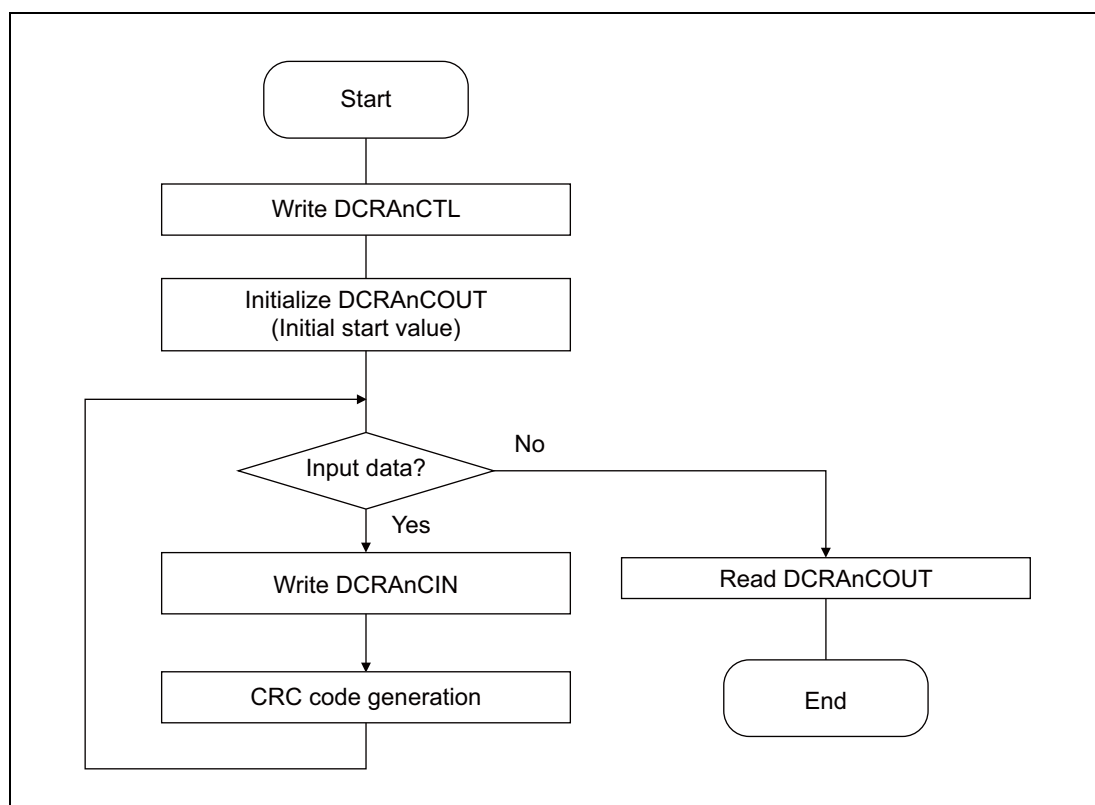 Start
Write DCRAnCTL
Initialize DCRAnCOUT
(Initial start value)
Input data?
No
Yes
Write DCRAnCIN
Read DCRAnCOUT
CRC code generation
End